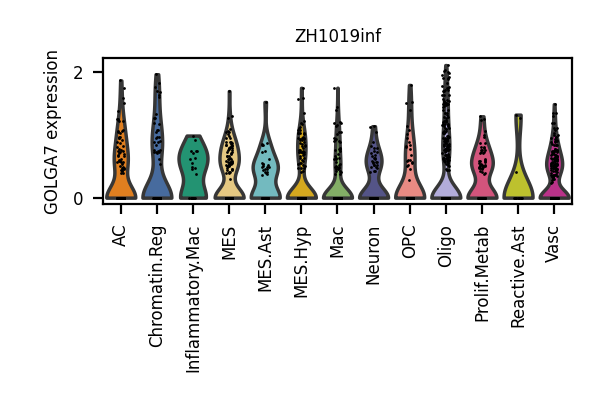 ZH1019inf
GOLGA7 expression
2
0
AC
Chromatin.Reg
Inflammatory.Mac
MES
MES.Ast
MES.Hyp
Mac
Neuron
OPC
Oligo
Prolif.Metab
Reactive.Ast
Vasc